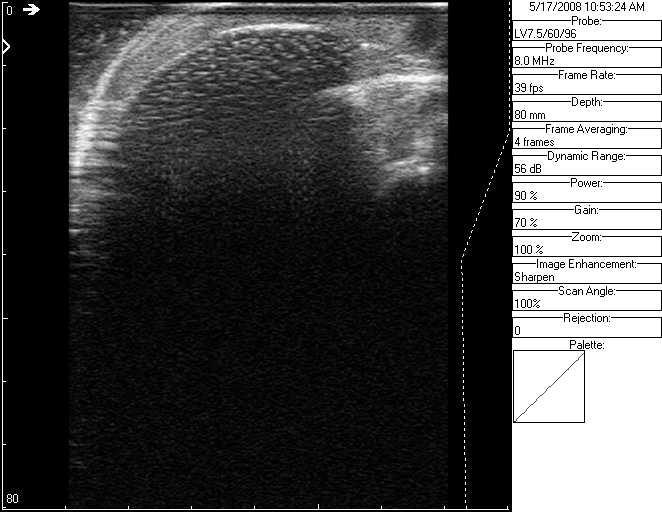 0
80
5/17/2008 10:53:24 AM
Probe:
LV7.5/60/96
Probe Frequency:
8.0 MHz
Frame Rate:
39 fps
Depth:
80 mm
Frame Averaging:
4 frames
Dynamic Range:
56 dB
Power:
90 %
Gain:
70 %
Zoom:
100 %
Image Enhancement:
Sharpen
Scan Angle:
100%
Rejection:
0
Palette: